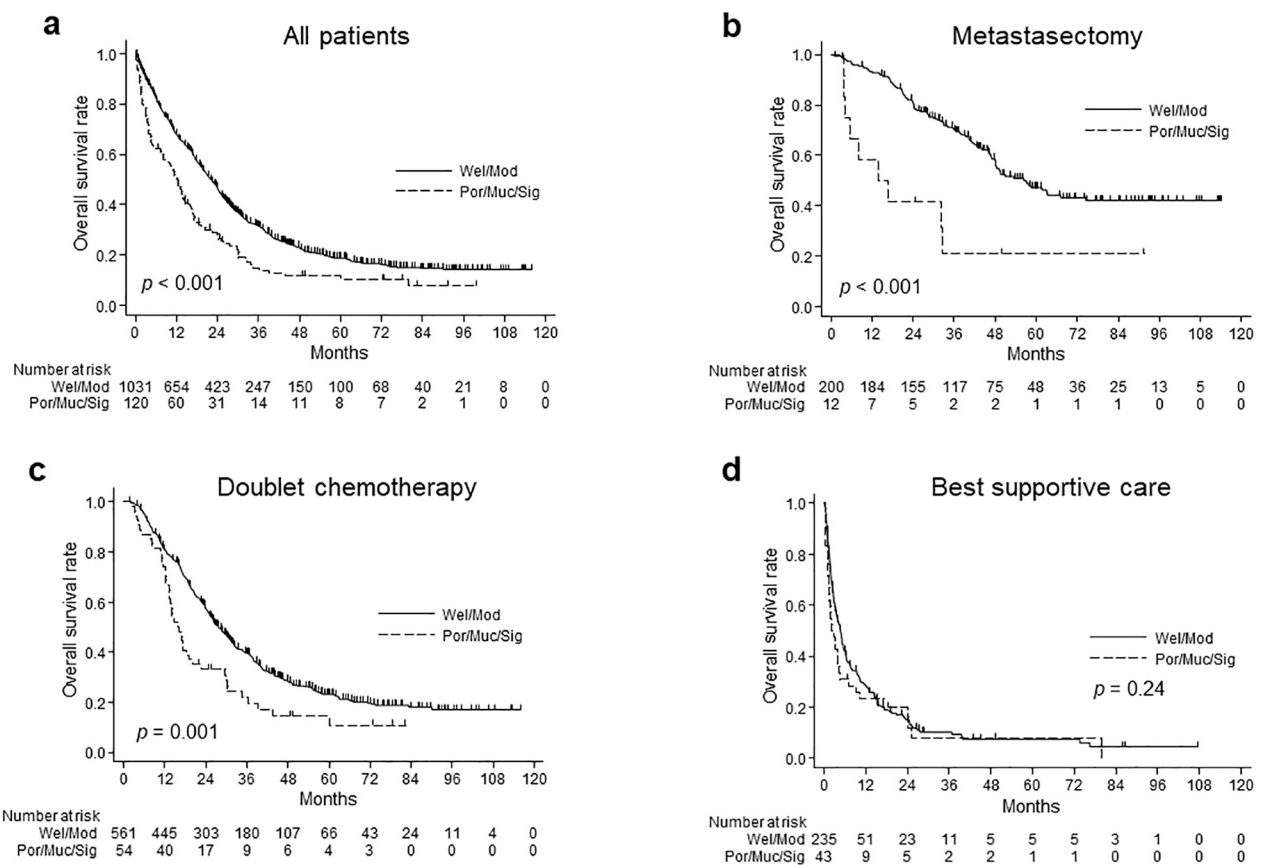 a
All patients
Overall survival rate
1.0
0.8
0.6
0.4
0.2
0.0
Wel/Mod
Por/Muc/Sig
p < 0.001
0 12 24 36 48 60 72 84 96 108 120
Months
Number at risk
Wel/Mod 1031 654 423 247 150 100 68 40 21 8 0
Por/Muc/Sig 120 60 31 14 11 8 7 2 1 0 0
b
Metastasectomy
Overall survival rate
1.0
0.8
0.6
0.4
0.2
0.0
Wel/Mod
Por/Muc/Sig
p < 0.001
0 12 24 36 48 60 72 84 96 108 120
Months
Number at risk
Wel/Mod 200 184 155 117 75 48 36 25 13 5 0
Por/Muc/Sig 12 7 5 2 2 1 1 1 0 0 0
c
Doublet chemotherapy
Overall survival rate
1.0
0.8
0.6
0.4
0.2
0.0
Wel/Mod
Por/Muc/Sig
p = 0.001
0 12 24 36 48 60 72 84 96 108 120
Months
Number at risk
Wel/Mod 561 445 303 180 107 66 43 24 11 4 0
Por/Muc/Sig 54 40 17 9 6 4 3 0 0 0 0
d
Best supportive care
Overall survival rate
1.0
0.8
0.6
0.4
0.2
0.0
Wel/Mod
Por/Muc/Sig
p = 0.24
0 12 24 36 48 60 72 84 96 108 120
Months
Number at risk
Wel/Mod 235 51 23 11 5 5 5 3 1 0 0
Por/Muc/Sig 43 9 5 2 2 1 1 0 0 0 0